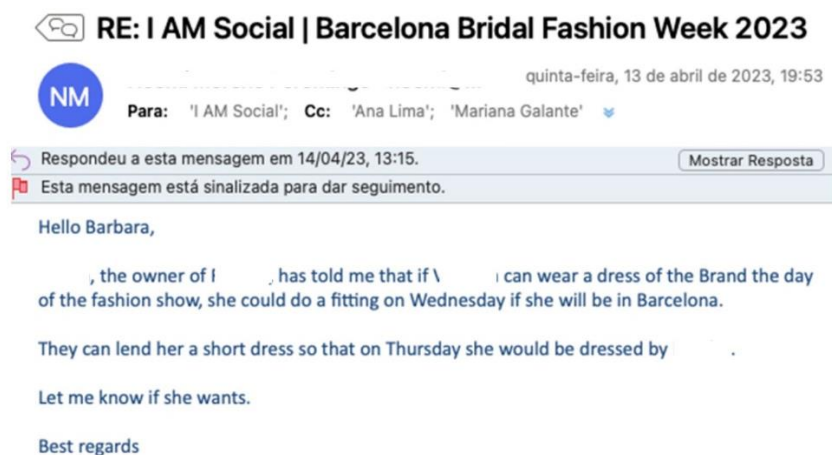 RE: I AM Social | Barcelona Bridal Fashion Week 2023
NM
quinta-feira, 13 de abril de 2023, 19:53
Para: 'I AM Social'; Cc: 'Ana Lima'; 'Mariana Galante'
Respondeu a esta mensagem em 14/04/23, 13:15.
Mostrar Resposta
Esta mensagem está sinalizada para dar seguimento.
Hello Barbara,
, the owner of , has told me that if can wear a dress of the Brand the day
of the fashion show, she could do a fitting on Wednesday if she will be in Barcelona.
They can lend her a short dress so that on Thursday she would be dressed by .
Let me know if she wants.
Best regards